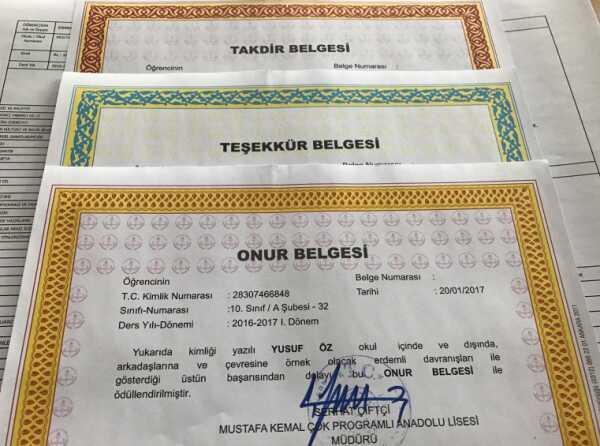 TAKDİR BELGESİ
Öğrencinin
Belge Numarası :
TEŞEKKÜR BELGESİ
ONUR BELGESİ
Öğrencinin
Belge Numarası :
T.C. Kimlik Numarası : 28307466848
Tarihi : 20/01/2017
Sınıfı-Numarası : 10. Sınıf / A Şubesi - 32
Ders Yılı-Dönemi : 2016-2017 I. Dönem
Yukarıda kimliği yazılı YUSUF ÖZ okul içinde ve dışında,
arkadaşlarına ve çevresine örnek olacak erdemli davranışları ile
gösterdiği üstün başarısından dolayı bu ONUR BELGESİ ile
ödüllendirilmiştir.
SERHAT ÇİFTÇİ
MUSTAFA KEMAL ÇOK PROGRAMLI ANADOLU LİSESİ
MÜDÜRÜ